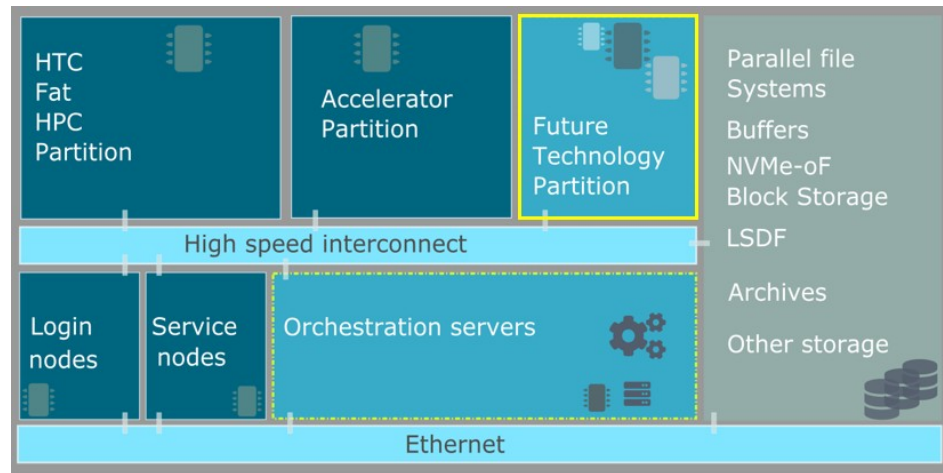 HTC
Fat
HPC
Partition
Accelerator
Partition
Future
Technology
Partition
Parallel file
Systems
Buffers
NVMe-oF
Block Storage
LSDF
Archives
Other storage
High speed interconnect
Login
nodes
Service
nodes
Orchestration servers
Ethernet